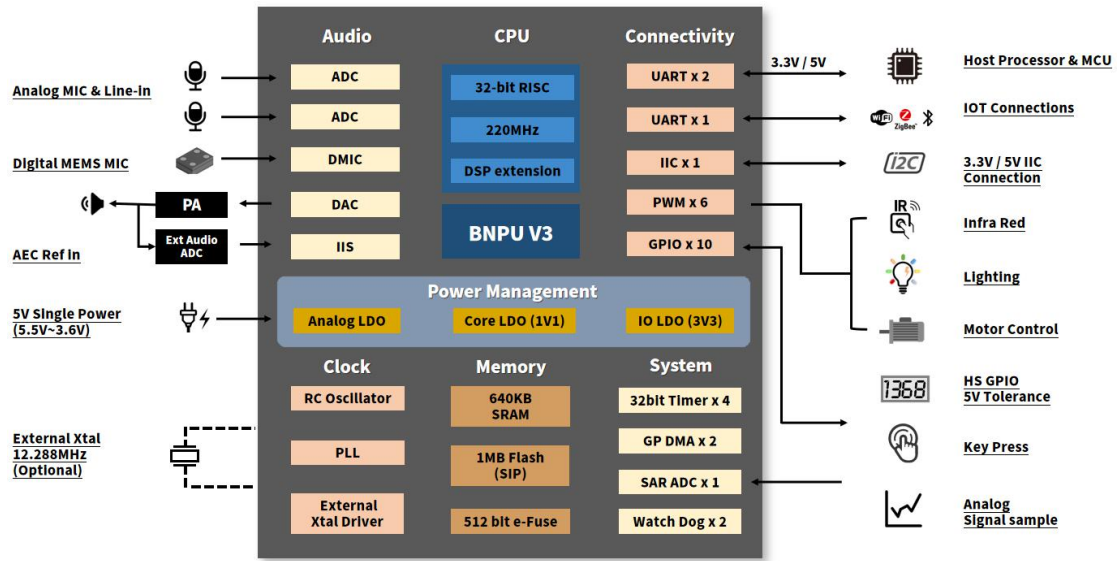 Audio
CPU
Connectivity
ADC
ADC
DMIC
DAC
IIS
32-bit RISC
220MHz
DSP extension
BNPU V3
UART x 2
UART x 1
IIC x 1
PWM x 6
GPIO x 10
Power Management
Analog LDO
Core LDO (1V1)
IO LDO (3V3)
Clock
Memory
System
RC Oscillator
PLL
External
Xtal Driver
640KB
SRAM
1MB Flash
(SIP)
512 bit e-Fuse
32bit Timer x 4
GP DMA x 2
SAR ADC x 1
Watch Dog x 2
Analog MIC & Line-in
Digital MEMS MIC
PA
Ext Audio
ADC
AEC Ref in
5V Single Power
(5.5V~3.6V)
External Xtal
12.288MHz
(Optional)
3.3V / 5V
Host Processor & MCU
WiFi
ZigBee
IOT Connections
I2C
3.3V / 5V IIC
Connection
IR
Infra Red
Lighting
Motor Control
1368
HS GPIO
5V Tolerance
Key Press
Analog
Signal sample